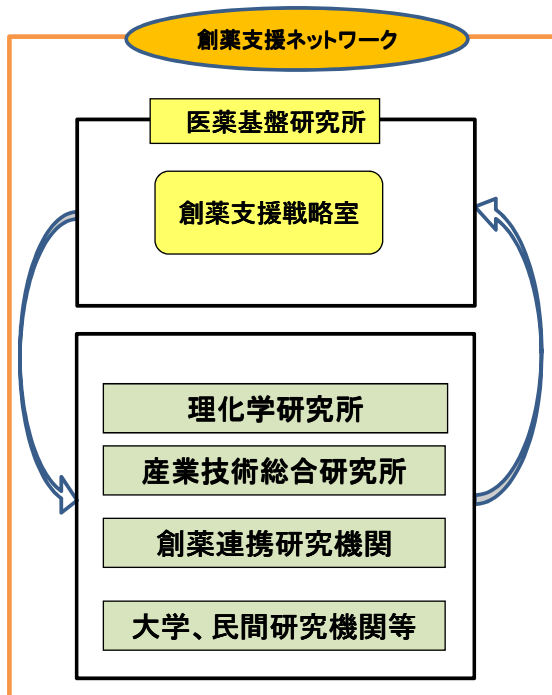 創薬支援ネットワーク
医薬基盤研究所
創薬支援戦略室
理化学研究所
産業技術総合研究所
創薬連携研究機関
大学、民間研究機関等